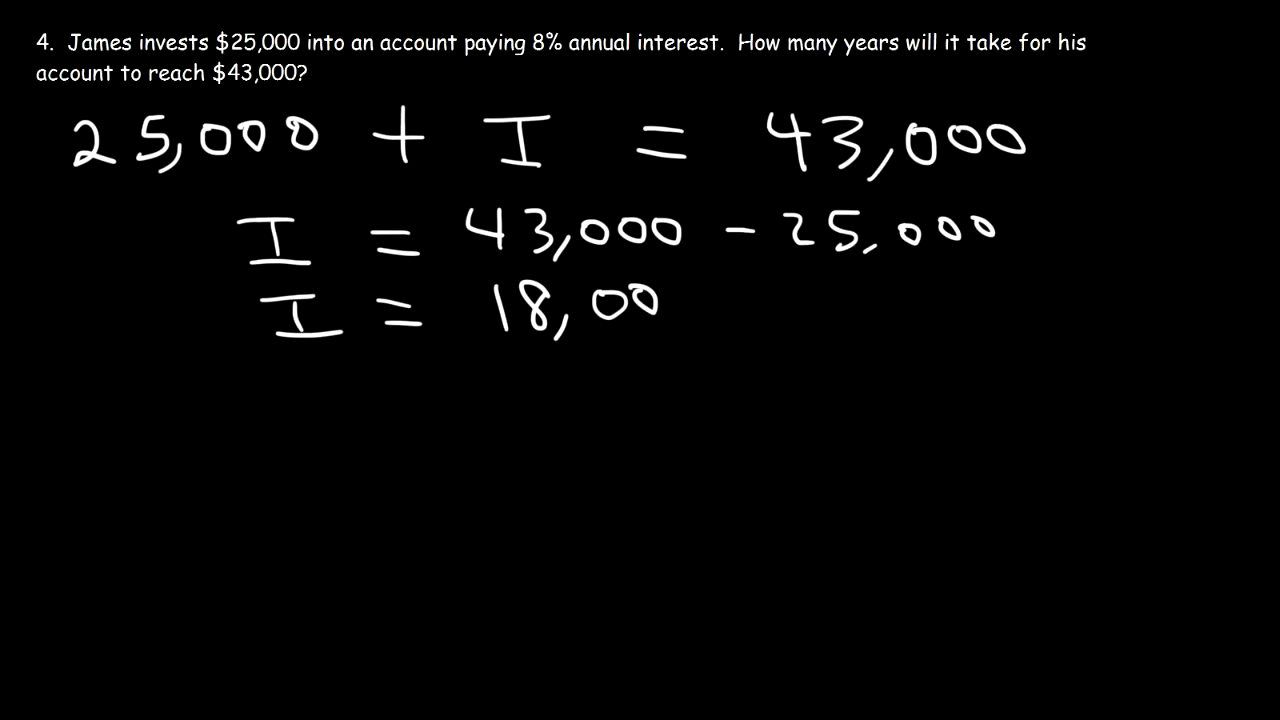 4. James invests $25,000 into an account paying 8% annual interest. How many years will it take for his
account to reach $43,000?
25,000 + I = 43,000
I = 43,000 - 25,000
I = 18,00